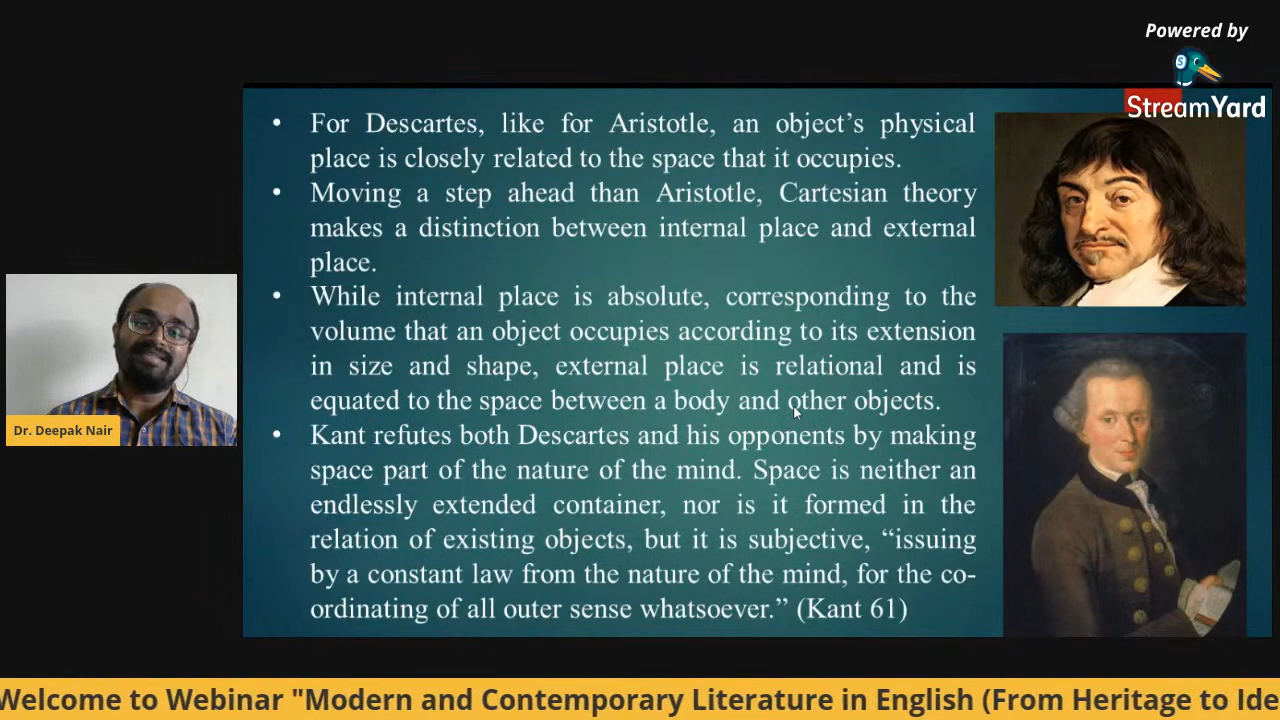 Powered by
StreamYard
• For Descartes, like for Aristotle, an object’s physical
place is closely related to the space that it occupies.
• Moving a step ahead than Aristotle, Cartesian theory
makes a distinction between internal place and external
place.
• While internal place is absolute, corresponding to the
volume that an object occupies according to its extension
in size and shape, external place is relational and is
equated to the space between a body and other objects.
• Kant refutes both Descartes and his opponents by making
space part of the nature of the mind. Space is neither an
endlessly extended container, nor is it formed in the
relation of existing objects, but it is subjective, “issuing
by a constant law from the nature of the mind, for the co-
ordinating of all outer sense whatsoever.” (Kant 61)
Dr. Deepak Nair
Welcome to Webinar "Modern and Contemporary Literature in English (From Heritage to Ide